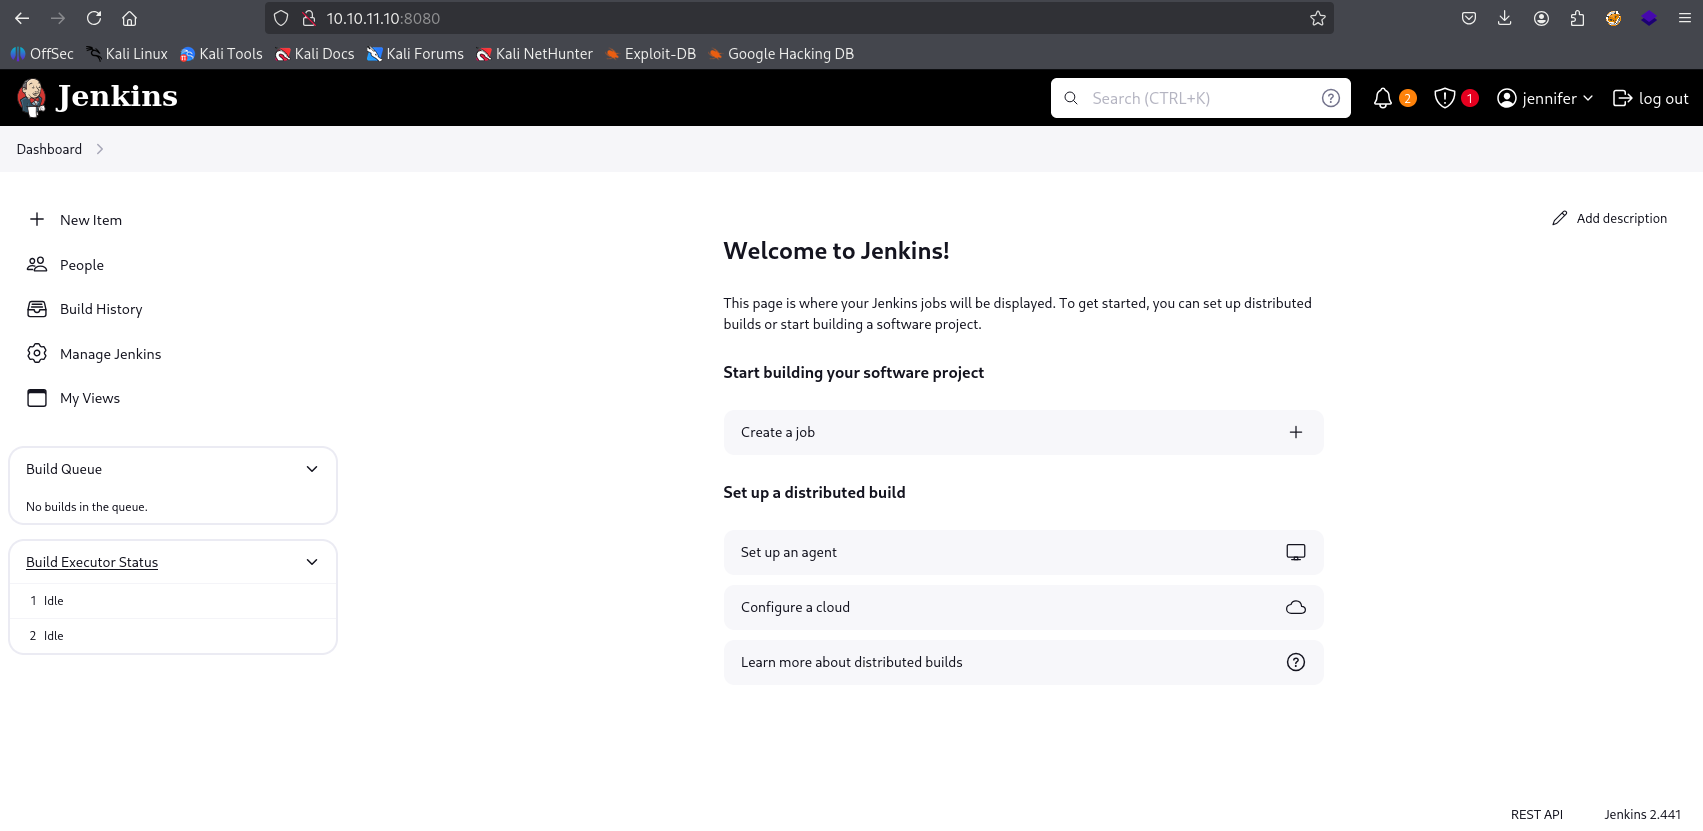 10.10.11.10:8080
OffSec Kali Linux Kali Tools Kali Docs Kali Forums Kali NetHunter Exploit-DB Google Hacking DB
Jenkins
Search (CTRL+K)
2
1
jennifer
log out
Dashboard
New Item
People
Build History
Manage Jenkins
My Views
Build Queue
No builds in the queue.
Build Executor Status
1 Idle
2 Idle
Add description
Welcome to Jenkins!
This page is where your Jenkins jobs will be displayed. To get started, you can set up distributed
builds or start building a software project.
Start building your software project
Create a job
Set up a distributed build
Set up an agent
Configure a cloud
Learn more about distributed builds
REST API
Jenkins 2.441